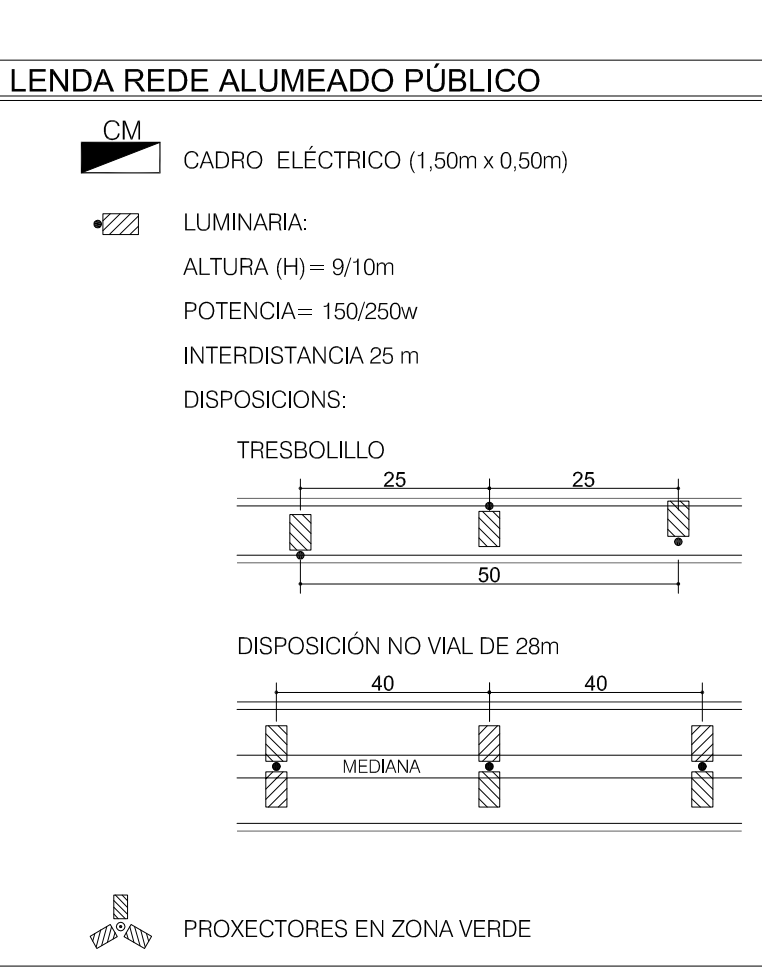 LENDA REDE ALUMEADO PÚBLICO
CM
CADRO ELÉCTRICO (1,50m x 0,50m)
LUMINARIA:
ALTURA (H)= 9/10m
POTENCIA= 150/250w
INTERDISTANCIA 25 m
DISPOSICIONS:
TRESBOLILLO
25 25
50
DISPOSICIÓN NO VIAL DE 28m
40 40
MEDIANA
PROXECTORES EN ZONA VERDE